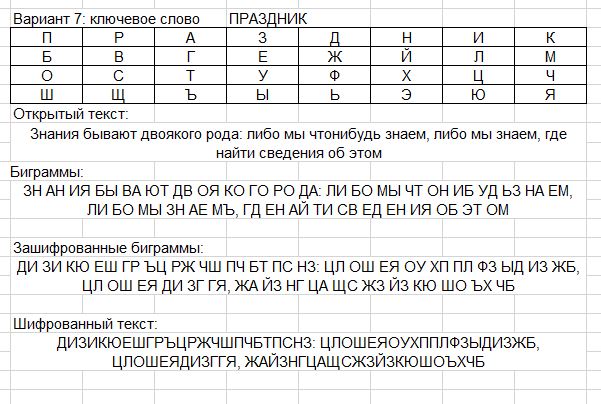 Вариант 7: ключевое слово ПРАЗДНИК
П Р А З Д Н И К
Б В Г Е Ж Й Л М
О С Т У Ф Х Ц Ч
Ш Щ Ъ Ы Ь Э Ю Я
Открытый текст:
Знания бывают двоякого рода: либо мы чтонибудь знаем, либо мы знаем, где
найти сведения об этом
Биграммы:
ЗН АН ИЯ БЫ ВА ЮТ ДВ ОЯ КО ГО РО ДА: ЛИ БО МЫ ЧТ ОН ИБ УД ЬЗ НА ЕМ,
ЛИ БО МЫ ЗН АЕ МЪ, ГД ЕН АЙ ТИ СВ ЕД ЕН ИЯ ОБ ЭТ ОМ
Зашифрованные биграммы:
ДИ ЗИ КЮ ЕШ ГР ЪЦ РЖ ЧШ ПЧ БТ ПС НЗ: ЦЛ ОШ ЕЯ ОУ ХП ПЛ ФЗ ЫД ИЗ ЖБ,
ЦЛ ОШ ЕЯ ДИ ЗГ ГЯ, ЖА ЙЗ НГ ЦА ЩС ЖЗ ЙЗ КЮ ШО ЪХ ЧБ
Шифрованный текст:
ДИЗИКЮЕШГРЪЦРЖЧШПЧБТПСНЗ: ЦЛОШЕЯОУХППЛФЗЫДИЗЖБ,
ЦЛОШЕЯДИЗГГЯ, ЖАЙЗНГЦАЩСЖЗЙЗКЮШОЪХЧБ